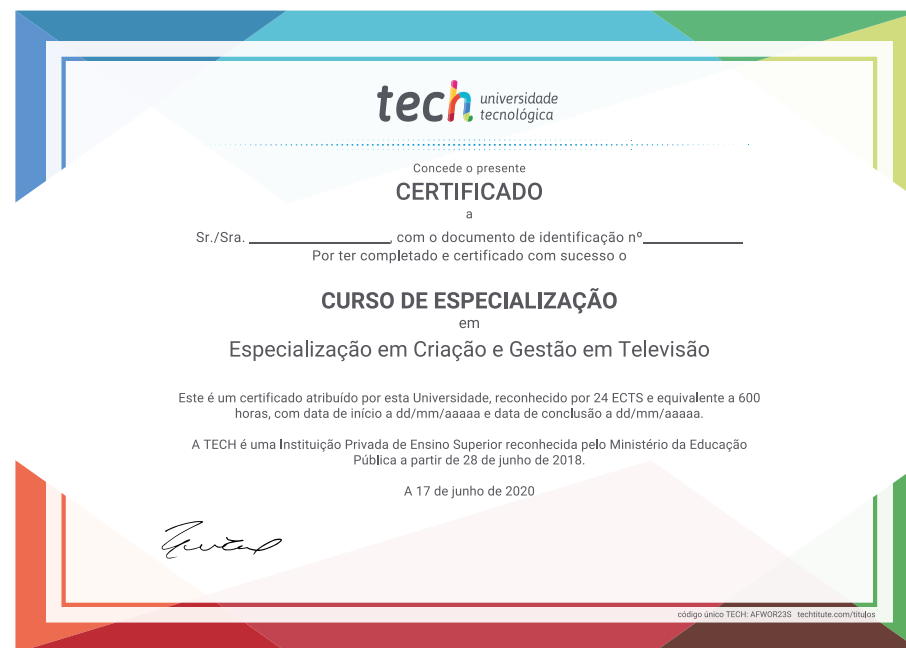 tech universidade
tecnológica
Concede o presente
CERTIFICADO
a
Sr./Sra. ____________________, com o documento de identificação nº______________
Por ter completado e certificado com sucesso o
CURSO DE ESPECIALIZAÇÃO
em
Especialização em Criação e Gestão em Televisão
Este é um certificado atribuído por esta Universidade, reconhecido por 24 ECTS e equivalente a 600
horas, com data de início a dd/mm/aaaaa e data de conclusão a dd/mm/aaaaa.
A TECH é uma Instituição Privada de Ensino Superior reconhecida pelo Ministério da Educação
Pública a partir de 28 de junho de 2018.
A 17 de junho de 2020
código único TECH: AFWOR23S techtitute.com/titulos